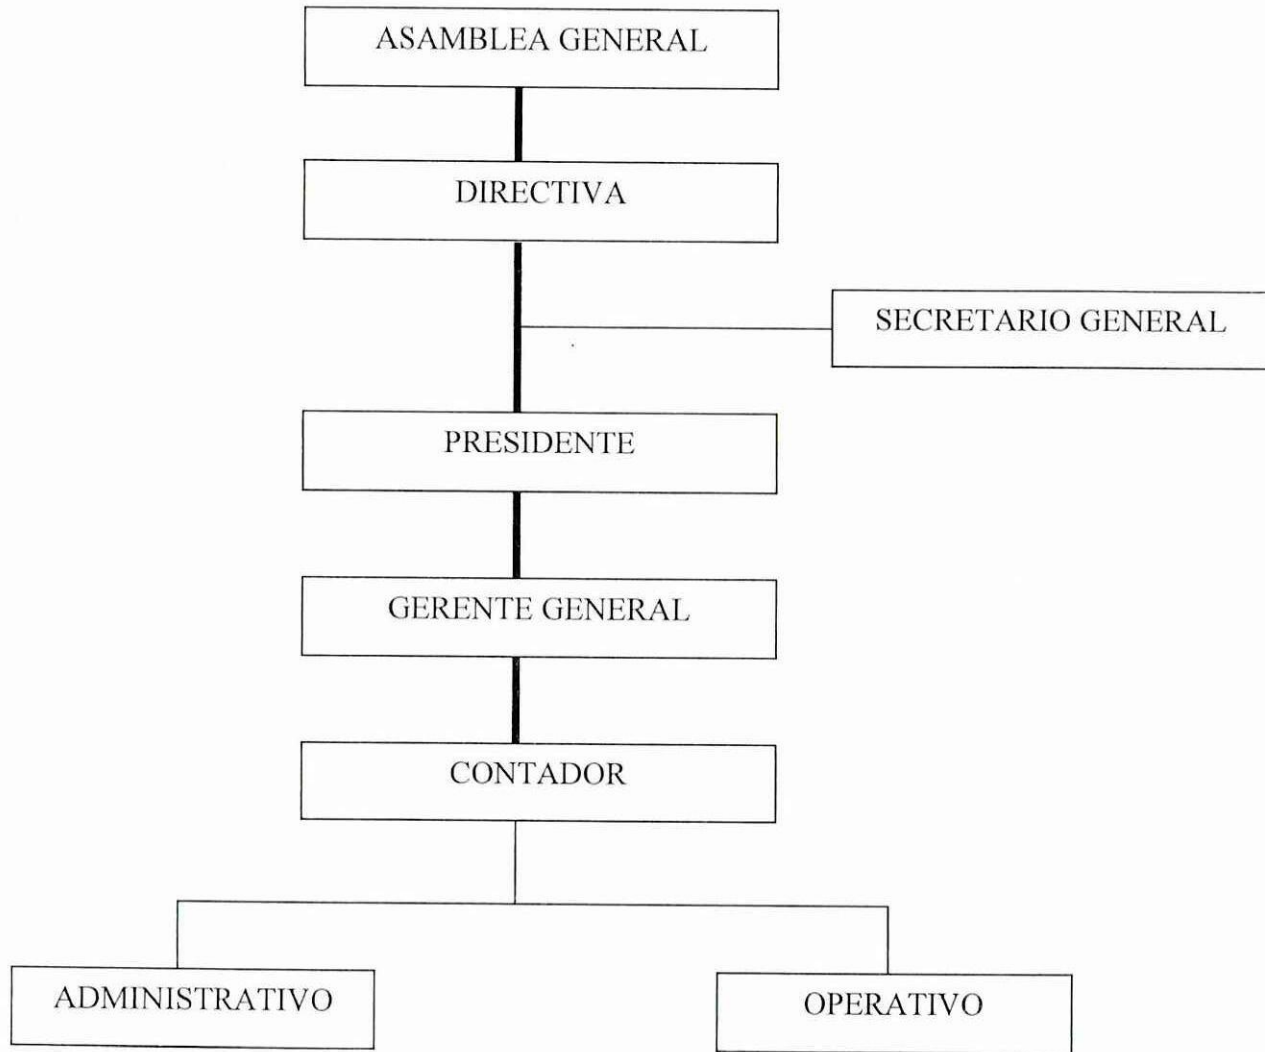 ASAMBLEA GENERAL
DIRECTIVA
SECRETARIO GENERAL
PRESIDENTE
GERENTE GENERAL
CONTADOR
ADMINISTRATIVO
OPERATIVO